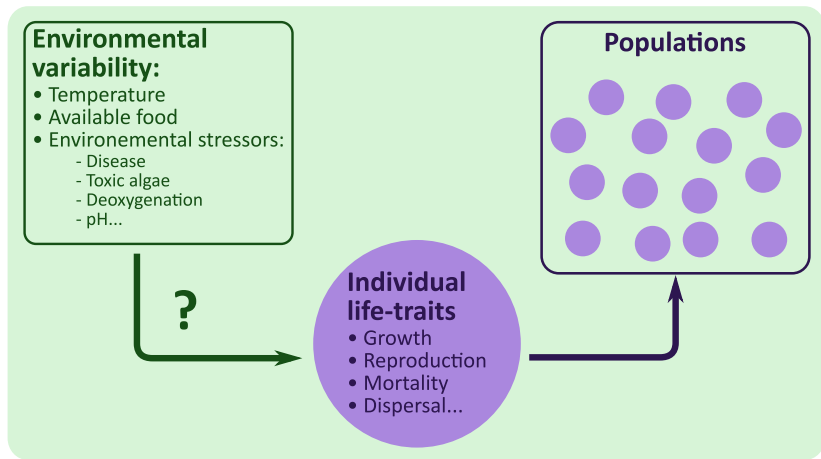 Environmental
variability:
• Temperature
• Available food
• Environemental stressors:
- Disease
- Toxic algae
- Deoxygenation
- pH...
?
Individual
life-traits
• Growth
• Reproduction
• Mortality
• Dispersal...
Populations